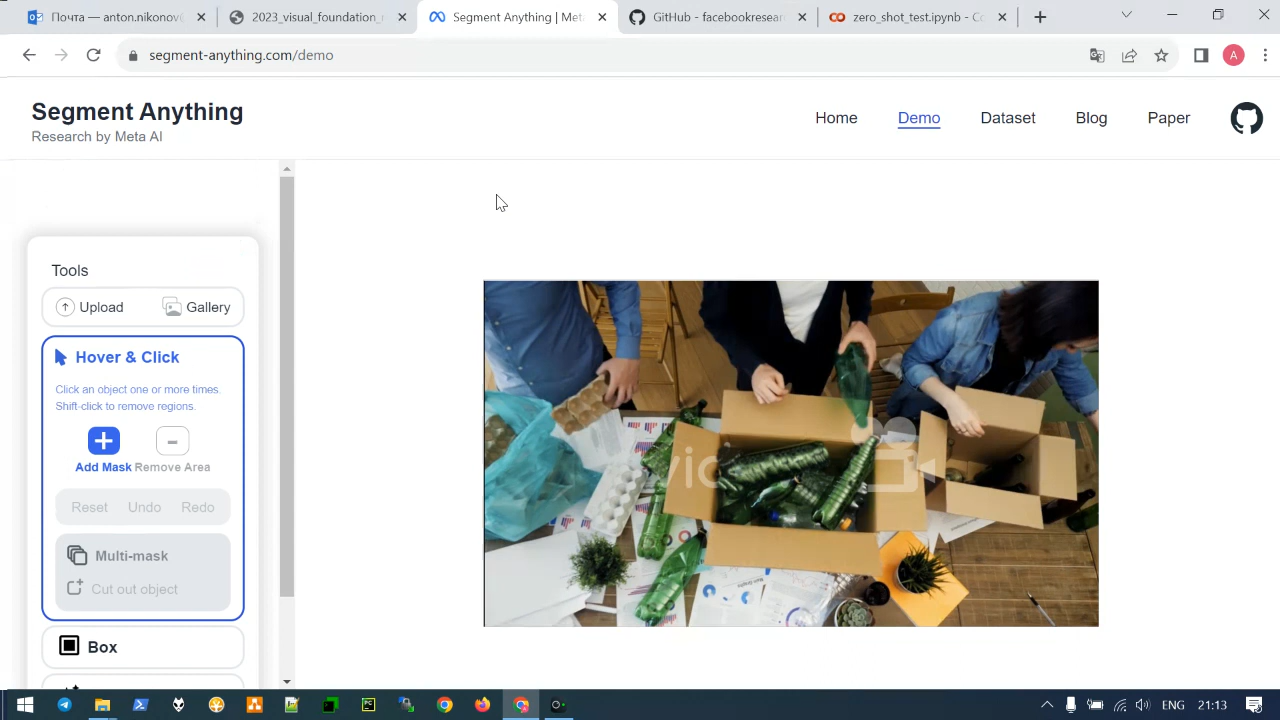 Почта — anton.nikonovi
2023_visual_foundation_
Segment Anything | Meta
GitHub - facebookresear
zero_shot_test.ipynb - Co
segment-anything.com/demo
A
Segment Anything
Research by Meta AI
Home
Demo
Dataset
Blog
Paper
Tools
Upload
Gallery
Hover & Click
Click an object one or more times.
Shift-click to remove regions.
Add Mask
Remove Area
Reset
Undo
Redo
Multi-mask
Cut out object
Box
ENG
21:13